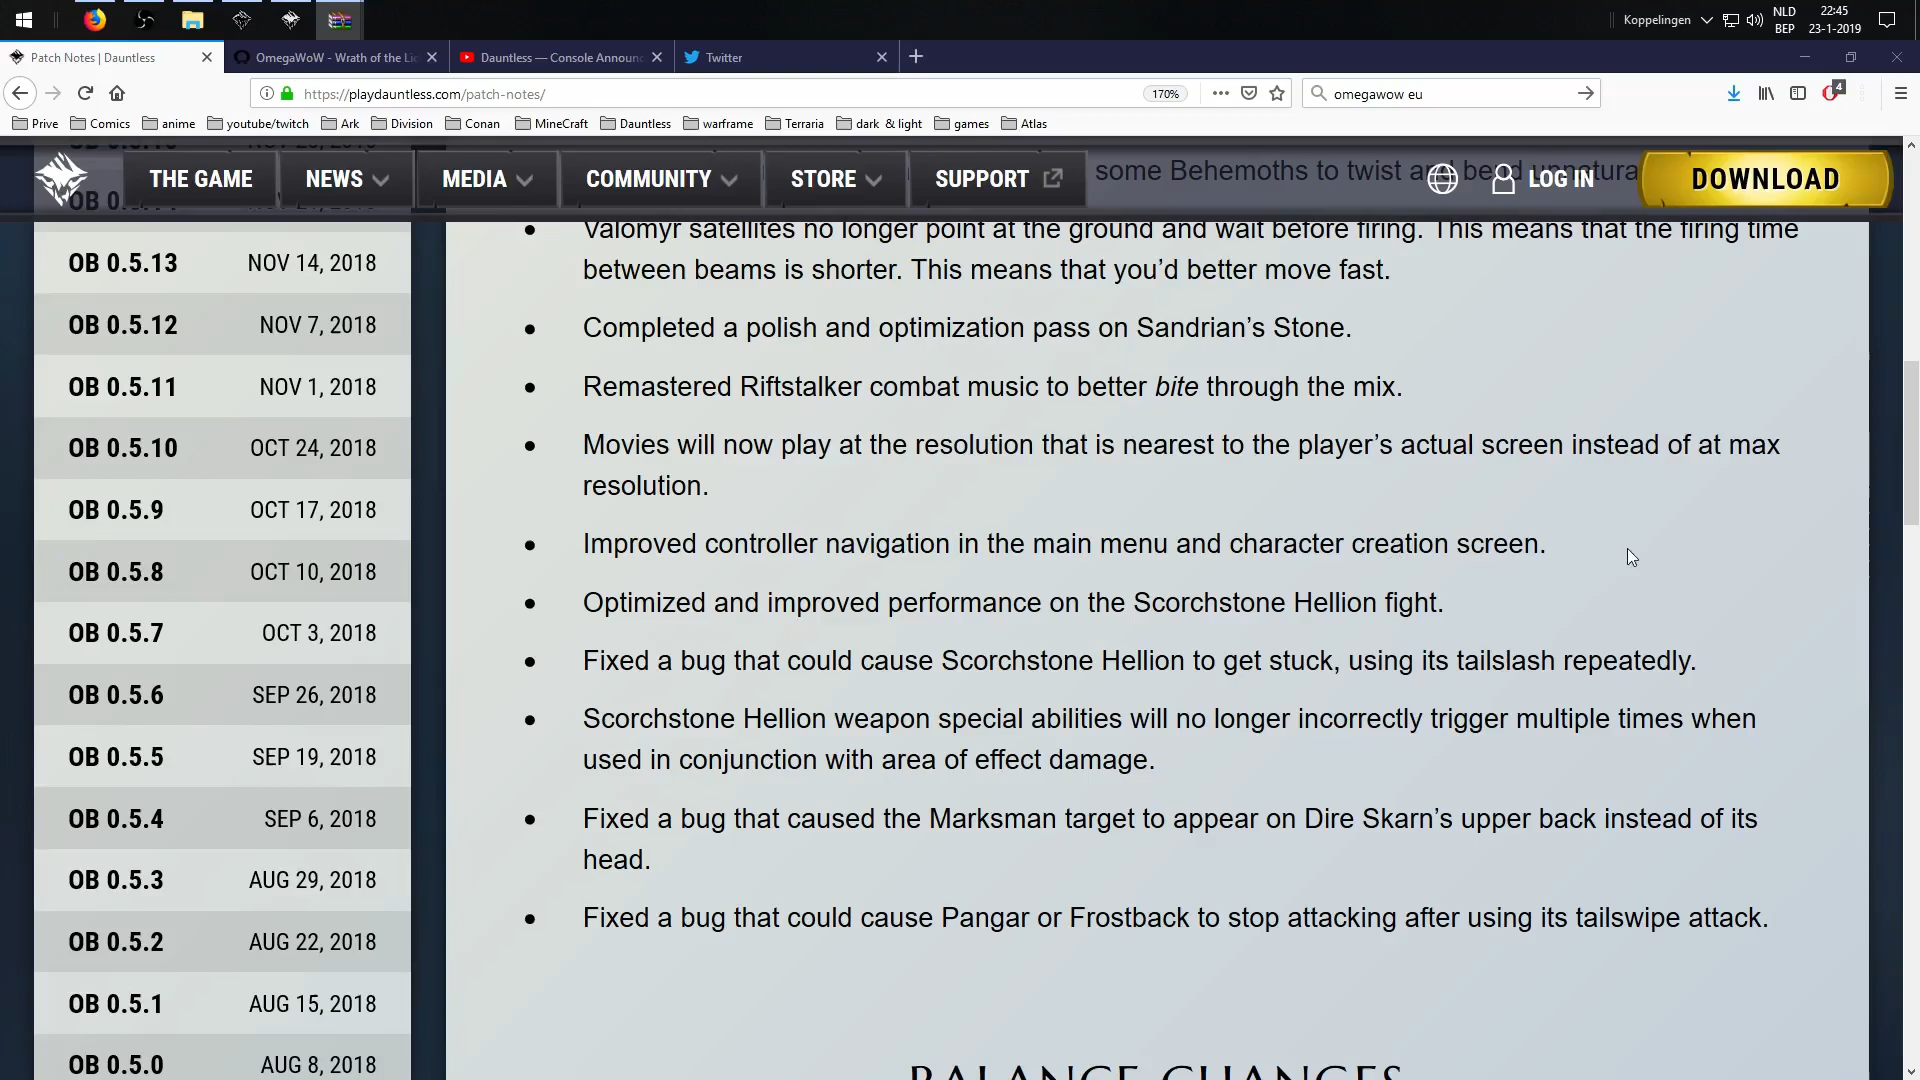 Koppelingen
NLD
BEP
22:45
23-1-2019
Patch Notes | Dauntless
OmegaWoW - Wrath of the Lic
Dauntless — Console Announc
Twitter
https://playdauntless.com/patch-notes/
170%
omegawow eu
4
Prive
Comics
anime
youtube/twitch
Ark
Division
Conan
MineCraft
Dauntless
warframe
Terraria
dark & light
games
Atlas
THE GAME
NEWS
MEDIA
COMMUNITY
STORE
SUPPORT
LOG IN
DOWNLOAD
some Behemoths to twist and bend
OB 0.5.13 NOV 14, 2018
OB 0.5.12 NOV 7, 2018
OB 0.5.11 NOV 1, 2018
OB 0.5.10 OCT 24, 2018
OB 0.5.9 OCT 17, 2018
OB 0.5.8 OCT 10, 2018
OB 0.5.7 OCT 3, 2018
OB 0.5.6 SEP 26, 2018
OB 0.5.5 SEP 19, 2018
OB 0.5.4 SEP 6, 2018
OB 0.5.3 AUG 29, 2018
OB 0.5.2 AUG 22, 2018
OB 0.5.1 AUG 15, 2018
OB 0.5.0 AUG 8, 2018
• Valomyr satellites no longer point at the ground and wait before firing. This means that the firing time
between beams is shorter. This means that you'd better move fast.
• Completed a polish and optimization pass on Sandrian's Stone.
• Remastered Riftstalker combat music to better bite through the mix.
• Movies will now play at the resolution that is nearest to the player's actual screen instead of at max
resolution.
• Improved controller navigation in the main menu and character creation screen.
• Optimized and improved performance on the Scorchstone Hellion fight.
• Fixed a bug that could cause Scorchstone Hellion to get stuck, using its tailslash repeatedly.
• Scorchstone Hellion weapon special abilities will no longer incorrectly trigger multiple times when
used in conjunction with area of effect damage.
• Fixed a bug that caused the Marksman target to appear on Dire Skarn's upper back instead of its
head.
• Fixed a bug that could cause Pangar or Frostback to stop attacking after using its tailswipe attack.
BALANCE CHANGES